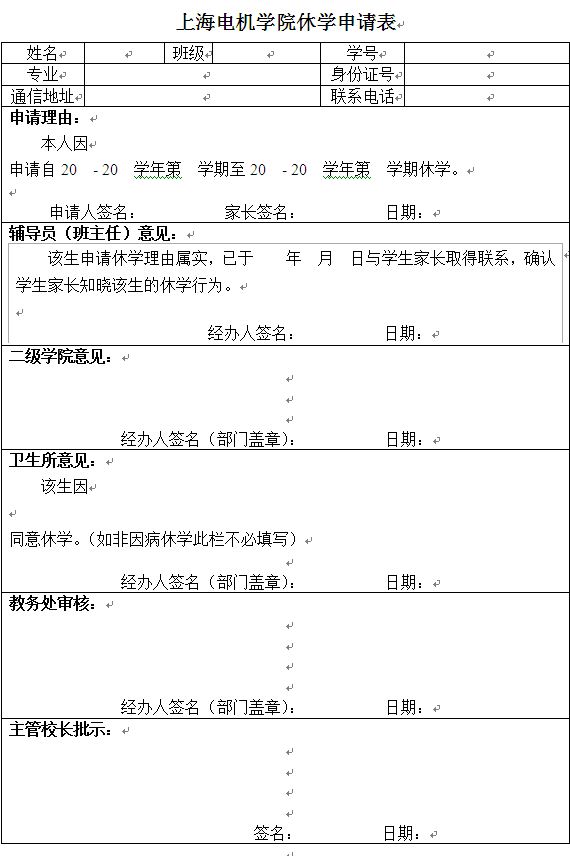 上海电机学院休学申请表
姓名 班级 学号
专业 身份证号
通信地址 联系电话
申请理由：
本人因
申请自20 - 20 学年第 学期至20 - 20 学年第 学期休学。
申请人签名： 家长签名： 日期：
辅导员（班主任）意见：
该生申请休学理由属实，已于 年 月 日与学生家长取得联系，确认
学生家长知晓该生的休学行为。
经办人签名： 日期：
二级学院意见：
经办人签名（部门盖章）： 日期：
卫生所意见：
该生因
同意休学。（如非因病休学此栏不必填写）
经办人签名（部门盖章）： 日期：
教务处审核：
经办人签名（部门盖章）： 日期：
主管校长批示：
签名： 日期：